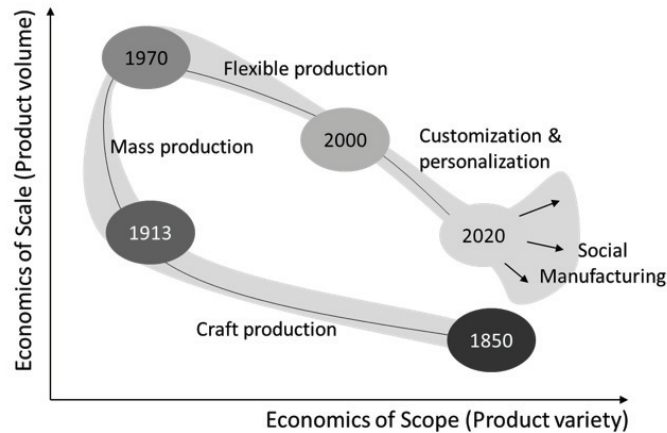 Economics of Scale (Product volume)
1970
Flexible production
Mass production
2000
Customization &
personalization
1913
2020
Social
Manufacturing
Craft production
1850
Economics of Scope (Product variety)